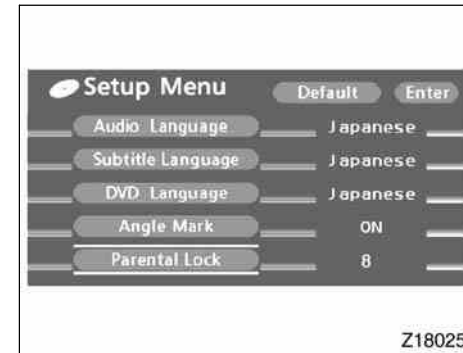 Setup Menu Default Enter
Audio Language Japanese
Subtitle Language Japanese
DVD Language Japanese
Angle Mark ON
Parental Lock 8
Z18025